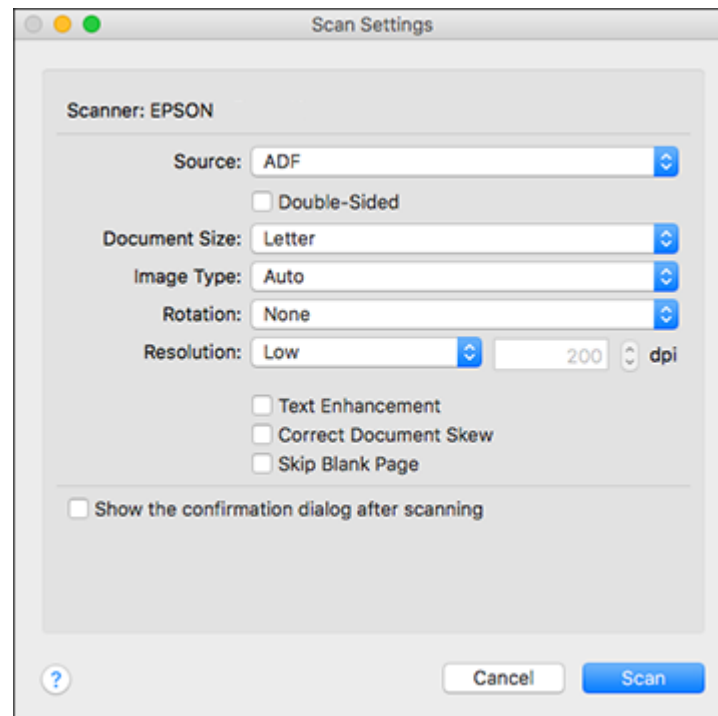 Scan Settings
Scanner: EPSON
Source: ADF
Double-Sided
Document Size: Letter
Image Type: Auto
Rotation: None
Resolution: Low 200 dpi
Text Enhancement
Correct Document Skew
Skip Blank Page
Show the confirmation dialog after scanning
? Cancel Scan